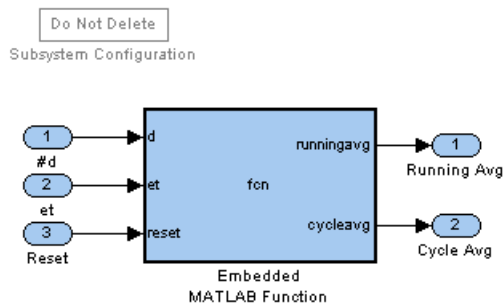 Do Not Delete
Subsystem Configuration
1
#d
2
et
3
Reset
d
et
reset
fcn
runningavg
cycleavg
1
Running Avg
2
Cycle Avg
Embedded
MATLAB Function